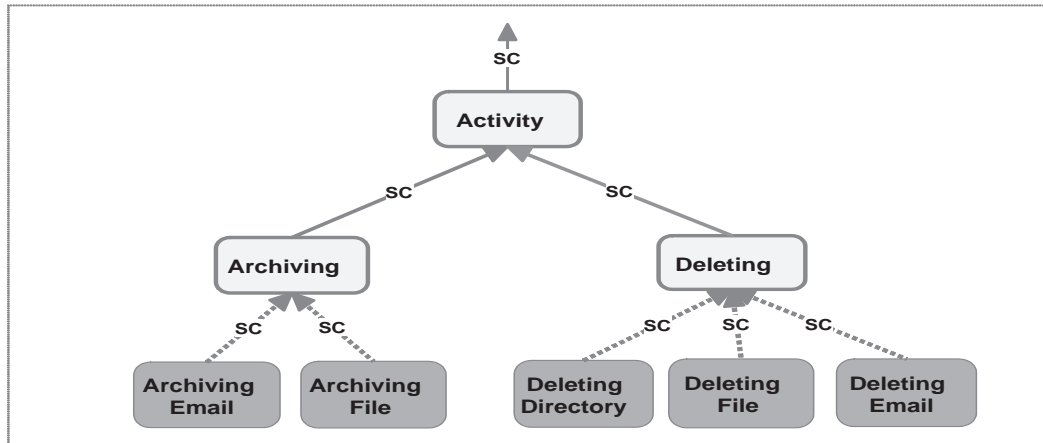 SC
Activity
SC
SC
Archiving
Deleting
SC
SC
SC
SC
SC
Archiving
Email
Archiving
File
Deleting
Directory
Deleting
File
Deleting
Email